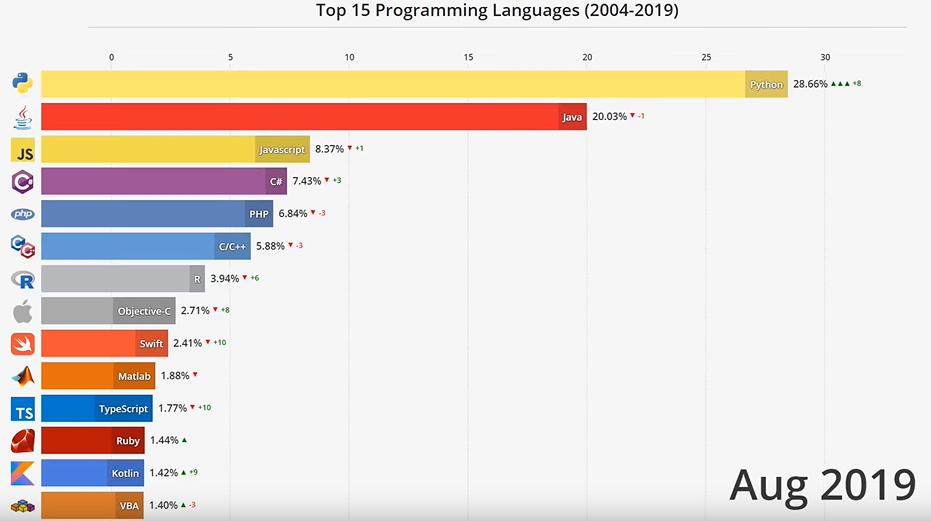 Top 15 Programming Languages (2004-2019)
0 5 10 15 20 25 30
Python 28.66% ▲▲▲ +8
Java 20.03% ▼ -1
JS Javascript 8.37% ▼ +1
C# 7.43% ▼ +3
php PHP 6.84% ▼ -3
C C++ C/C++ 5.88% ▼ -3
R R 3.94% ▼ +6
Objective-C 2.71% ▼ +8
Swift 2.41% ▼ +10
Matlab 1.88% ▼
TS TypeScript 1.77% ▼ +10
Ruby 1.44% ▲
Kotlin 1.42% ▲ +9
VBA 1.40% ▲ -3
Aug 2019